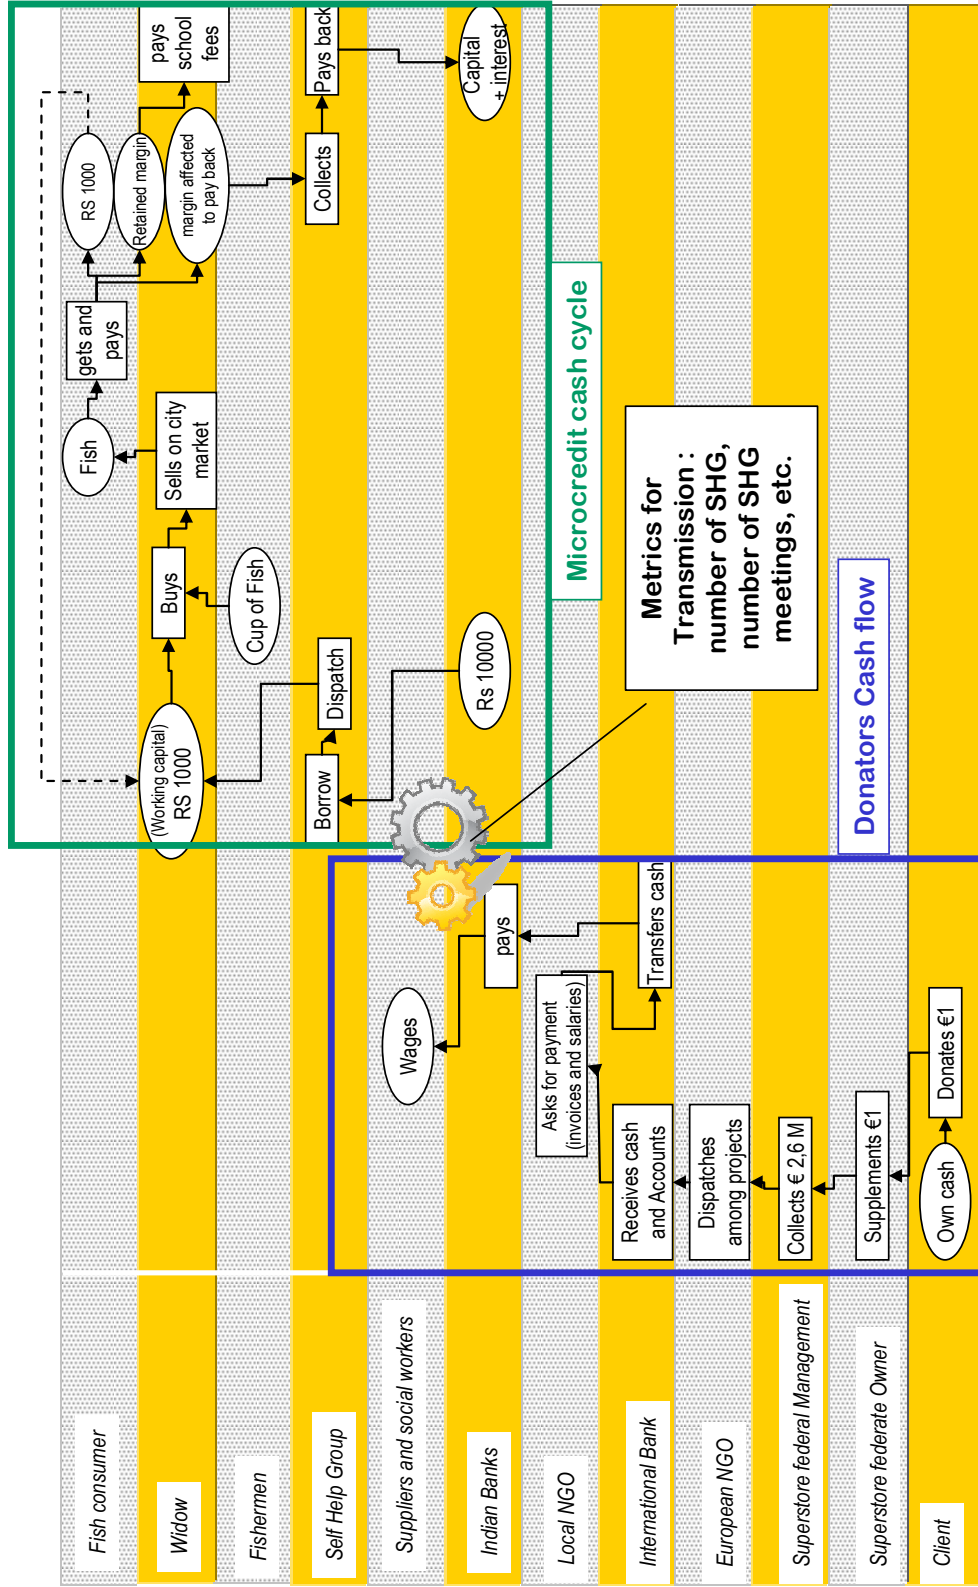 Fish consumer
RS 1000
Fish
gets and
pays
Widow
(Working capital)
RS 1000
Buys
Sells on city
market
Retained margin
margin affected
to pay back
pays
school
fees
Fishermen
Cup of Fish
Self Help Group
Borrow
Dispatch
Collects
Pays back
Suppliers and social workers
Wages
Indian Banks
pays
Rs 10000
Capital
+ interest
Local NGO
Asks for payment
(invoices and salaries)
Microcredit cash cycle
International Bank
Receives cash
and Accounts
Transfers cash
Metrics for
Transmission :
number of SHG,
number of SHG
meetings, etc.
European NGO
Dispatches
among projects
Superstore federal Management
Collects € 2,6 M
Superstore federate Owner
Supplements €1
Donators Cash flow
Client
Own cash
Donates €1